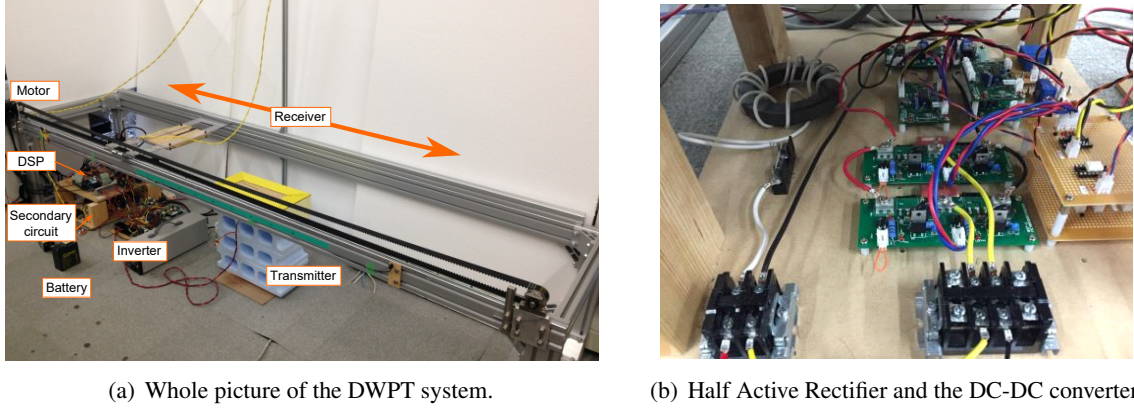 Motor
Receiver
DSP
Secondary
circuit
Inverter
Transmitter
Battery
(a) Whole picture of the DWPT system.
(b) Half Active Rectifier and the DC-DC converter